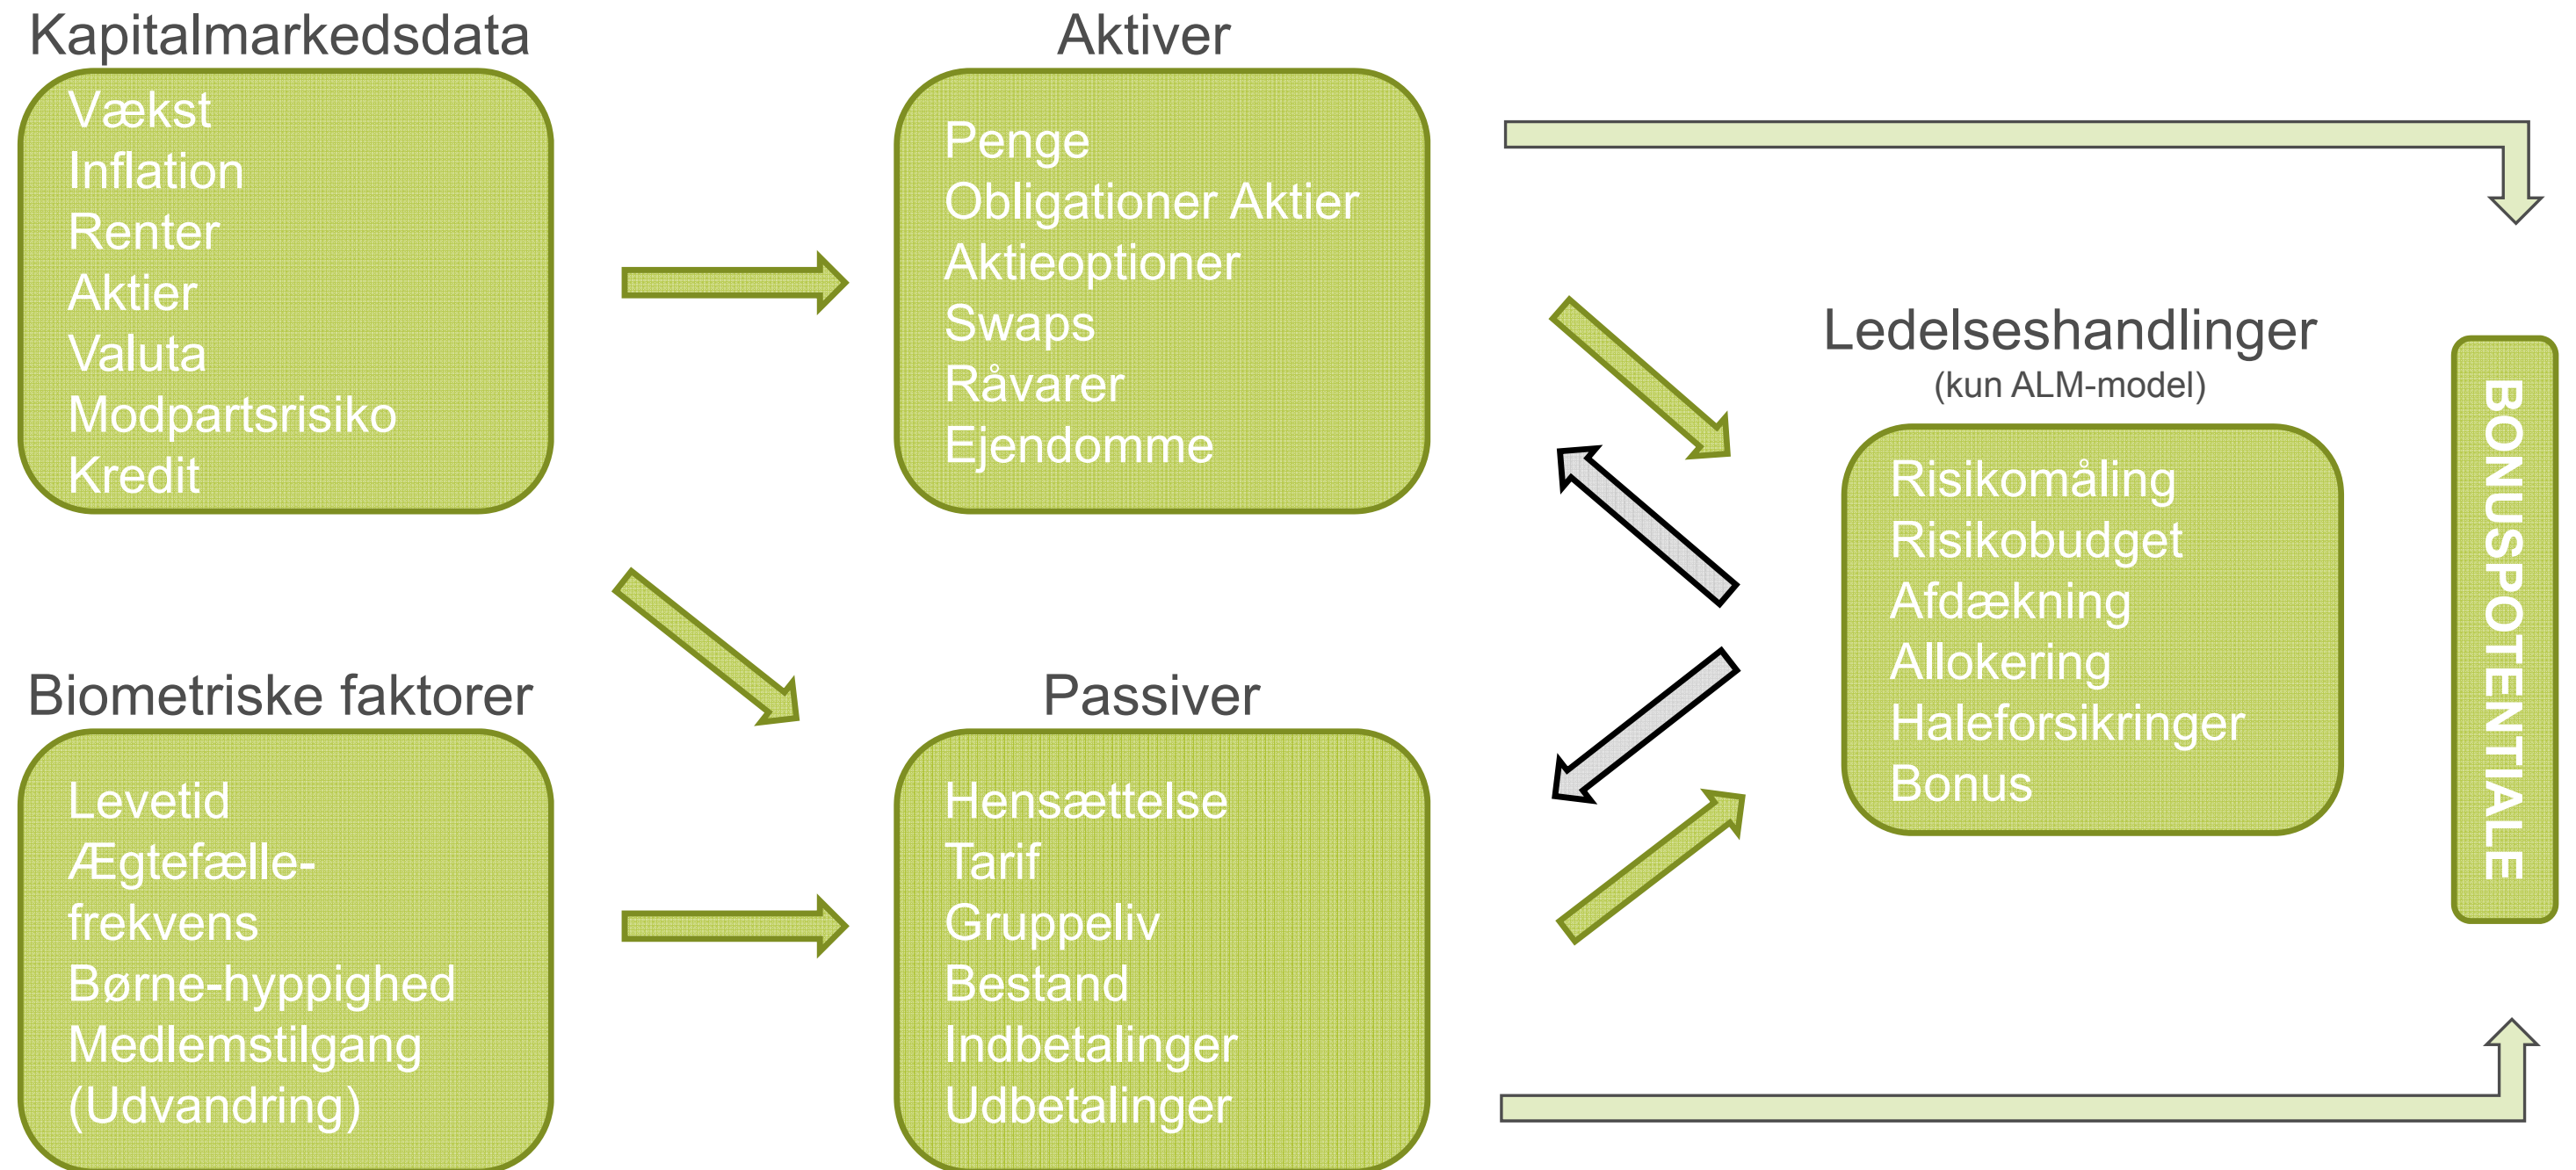 Kapitalmarkedsdata
Vækst
Inflation
Renter
Aktier
Valuta
Modpartsrisiko
Kredit
Aktiver
Penge
Obligationer Aktier
Aktieoptioner
Swaps
Råvarer
Ejendomme
Biometriske faktorer
Levetid
Ægtefælle-
frekvens
Børne-hyppighed
Medlemstilgang
(Udvandring)
Passiver
Hensættelse
Tarif
Gruppeliv
Bestand
Indbetalinger
Udbetalinger
Ledelseshandlinger
(kun ALM-model)
Risikomåling
Risikobudget
Afdækning
Allokering
Haleforsikringer
Bonus
BONUSPOTENTIALE